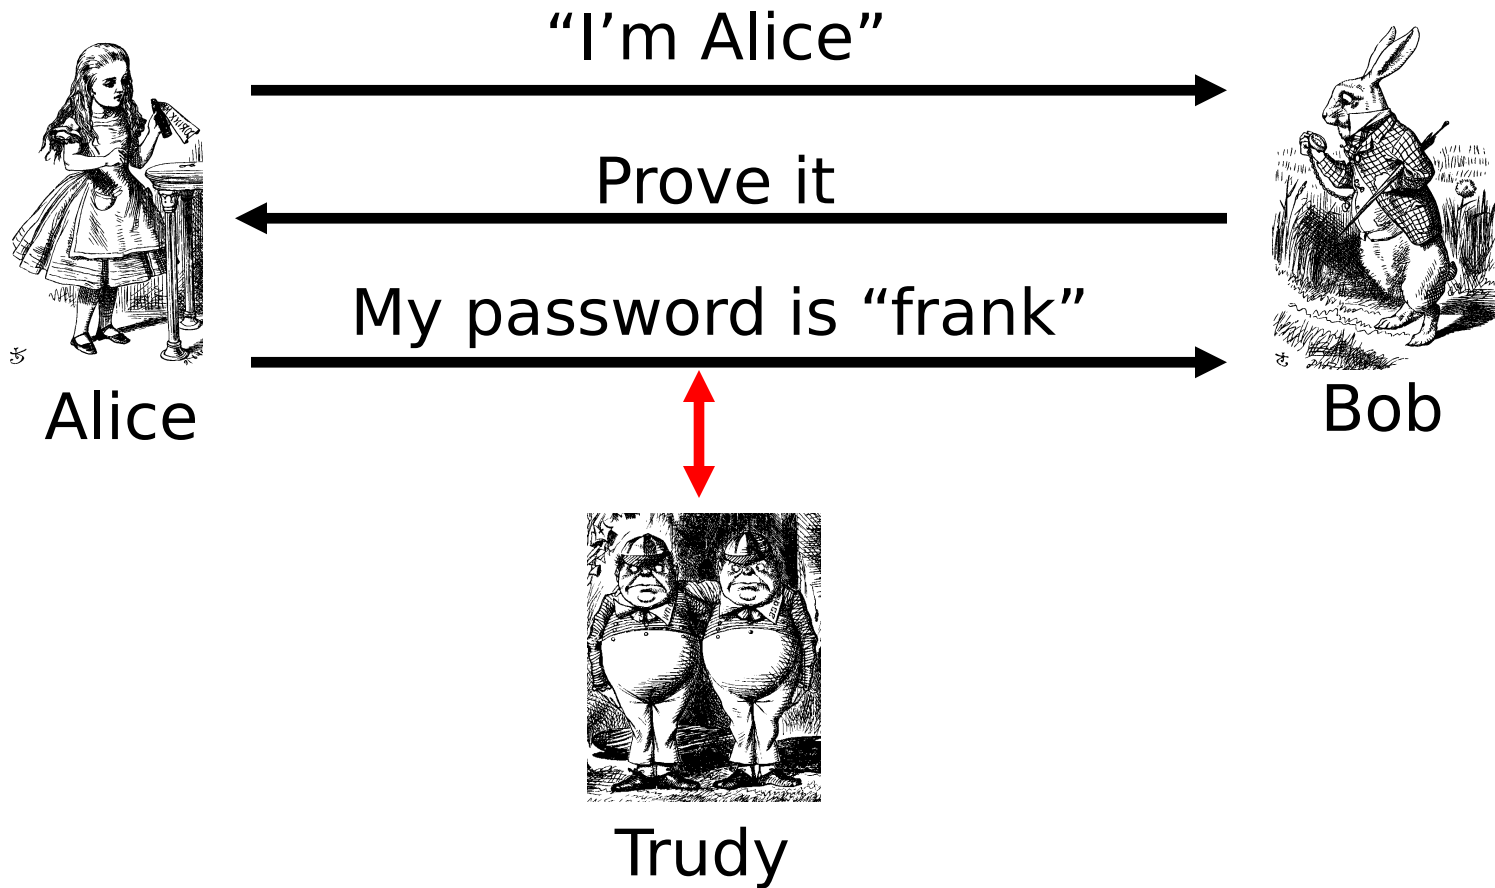 “I’m Alice”
Prove it
My password is “frank”
Alice
Bob
Trudy